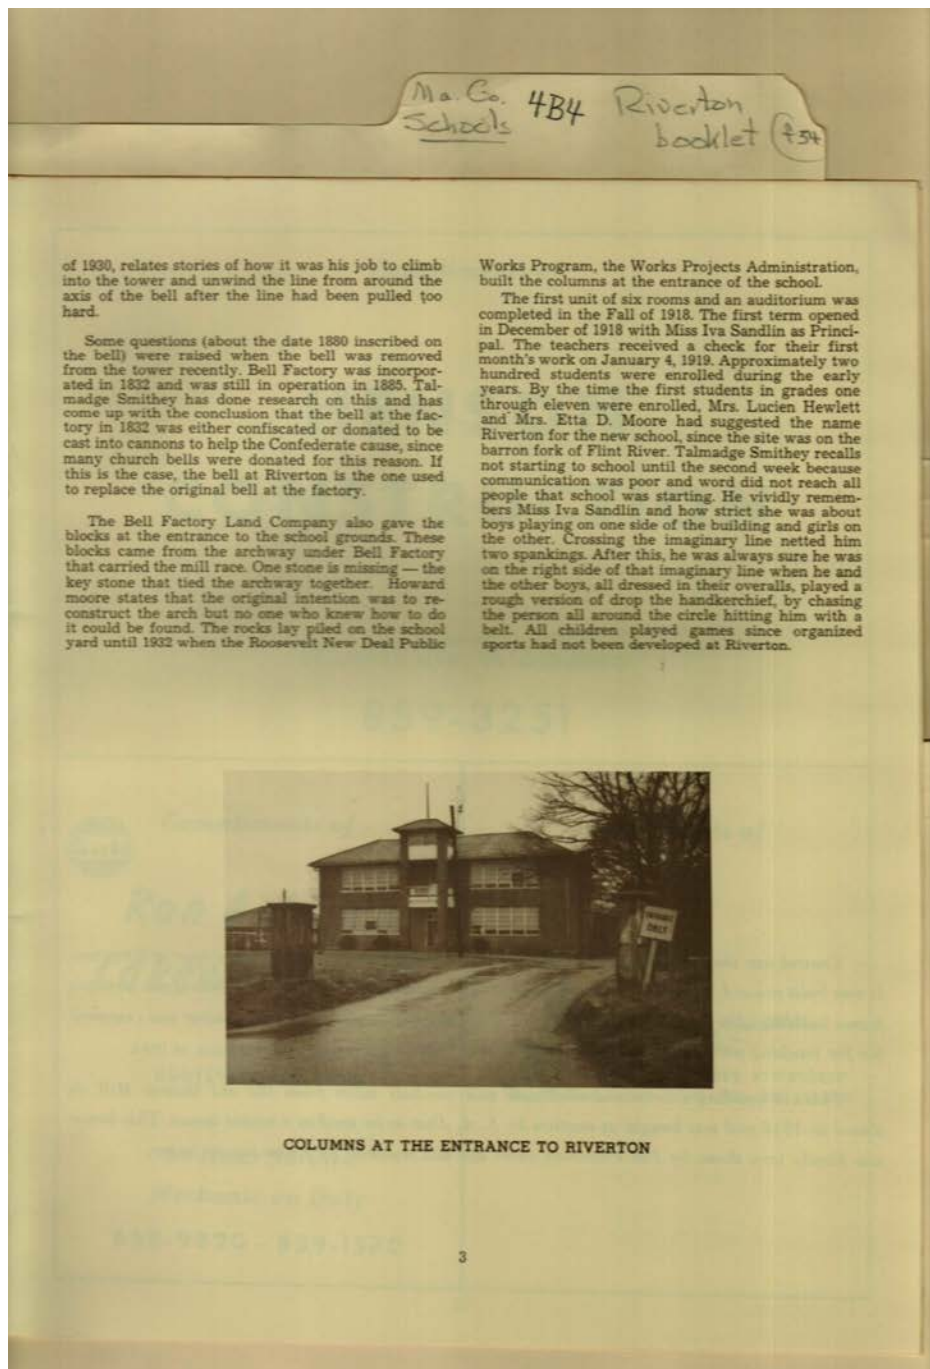 Ma. Co.
Schools
4B4
Riverton
booklet
of 1930, relates stories of how it was his job to climb
into the tower and unwind the line from around the
axis of the bell after the line had been pulled too
hard.
Some questions (about the date 1880 inscribed on
the bell) were raised when the bell was removed
from the tower recently. Bell Factory was incorpor-
ated in 1832 and was still in operation in 1885. Tal-
madge Smithey has done research on this and has
come up with the conclusion that the bell at the fac-
tory in 1832 was either confiscated or donated to be
cast into cannons to help the Confederate cause, since
many church bells were donated for this reason. If
this is the case, the bell at Riverton is the one used
to replace the original bell at the factory.
The Bell Factory Land Company also gave the
blocks at the entrance to the school grounds. These
blocks came from the archway under Bell Factory
that carried the mill race. One stone is missing — the
key stone that tied the archway together. Howard
moore states that the original intention was to re-
construct the arch but no one who knew how to do
it could be found. The rocks lay piled on the school
yard until 1932 when the Roosevelt New Deal Public
Works Program, the Works Projects Administration,
built the columns at the entrance of the school.
The first unit of six rooms and an auditorium was
completed in the Fall of 1918. The first term opened
in December of 1918 with Miss Iva Sandlin as Princi-
pal. The teachers received a check for their first
month's work on January 4, 1919. Approximately two
hundred students were enrolled during the early
years. By the time the first students in grades one
through eleven were enrolled, Mrs. Lucien Hewlett
and Mrs. Etta D. Moore had suggested the name
Riverton for the new school, since the site was on the
barron fork of Flint River. Talmadge Smithey recalls
not starting to school until the second week because
communication was poor and word did not reach all
people that school was starting. He vividly remem-
bers Miss Iva Sandlin and how strict she was about
boys playing on one side of the building and girls on
the other. Crossing the imaginary line netted him
two spankings. After this, he was always sure he was
on the right side of that imaginary line when he and
the other boys, all dressed in their overalls, played a
rough version of drop the handkerchief, by chasing
the person all around the circle hitting him with a
belt. All children played games since organized
sports had not been developed at Riverton.
ENTRANCE
ONLY
COLUMNS AT THE ENTRANCE TO RIVERTON
3